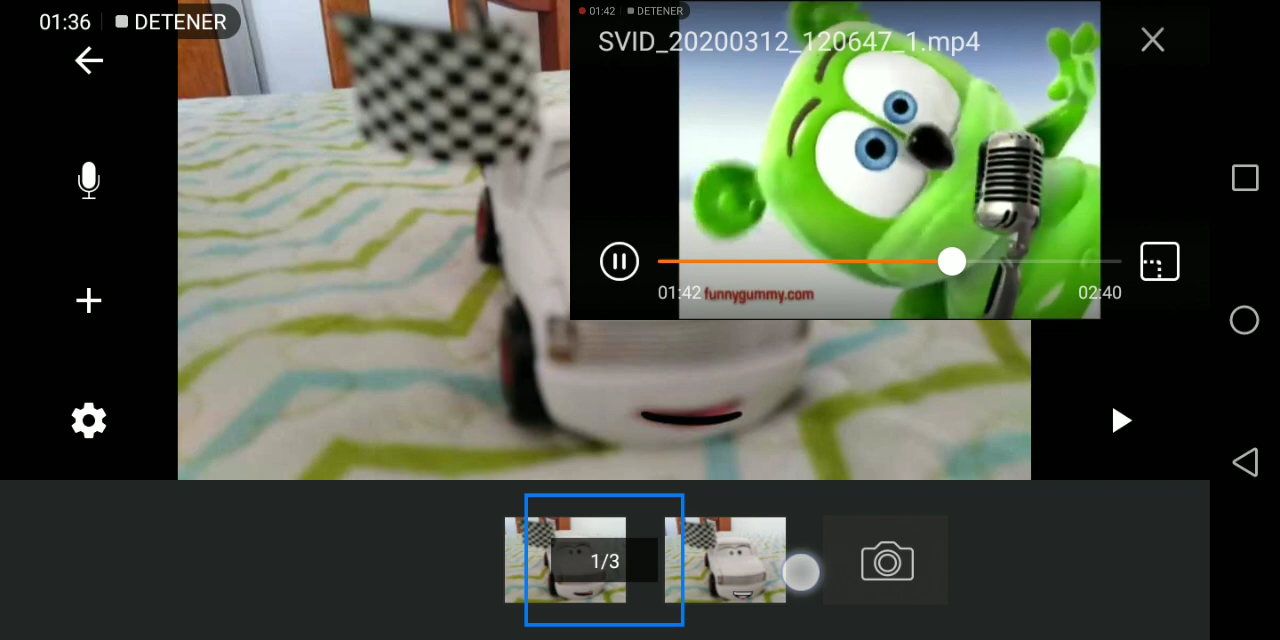 01:36 DETENER
01:42 DETENER
SVID_20200312_120647_1.mp4
01:42 funnygummy.com 02:40
1/3